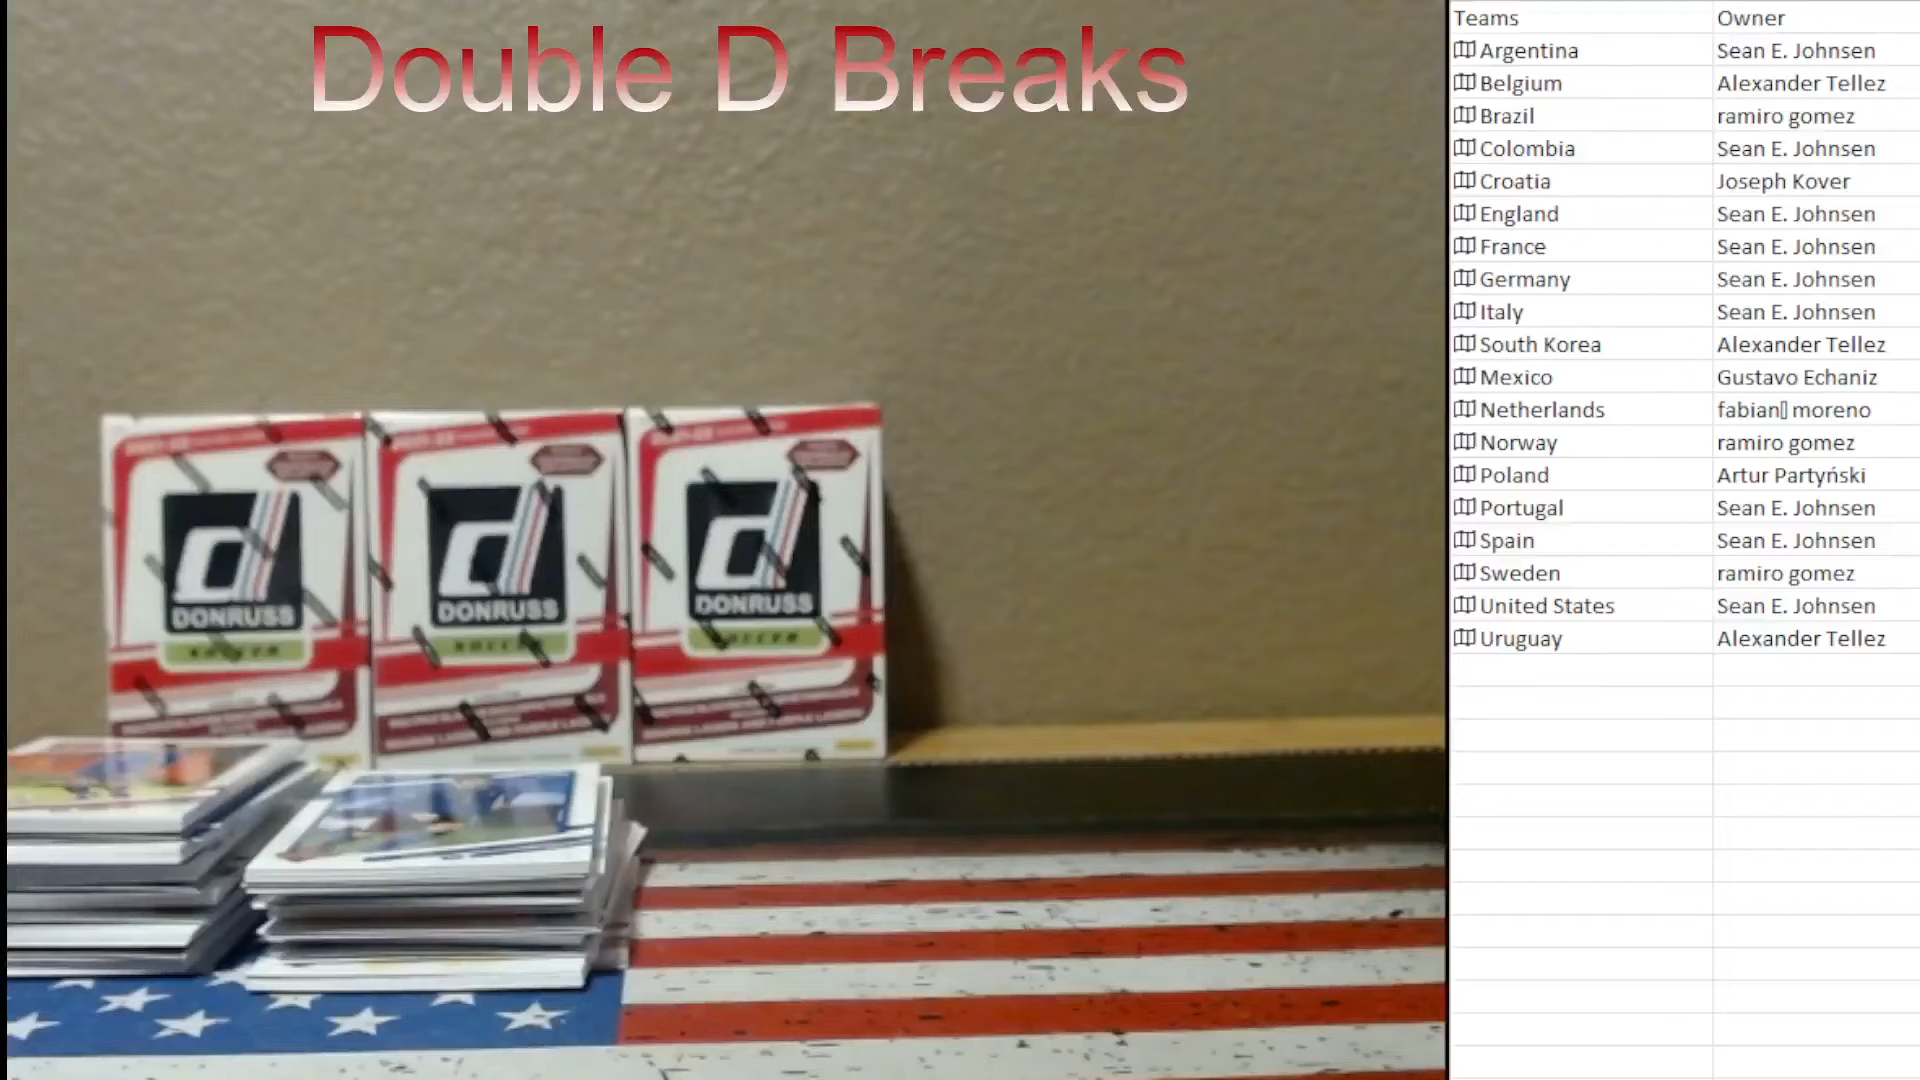 Double D Breaks
Teams Owner
Argentina Sean E. Johnsen
Belgium Alexander Tellez
Brazil ramiro gomez
Colombia Sean E. Johnsen
Croatia Joseph Kover
England Sean E. Johnsen
France Sean E. Johnsen
Germany Sean E. Johnsen
Italy Sean E. Johnsen
South Korea Alexander Tellez
Mexico Gustavo Echaniz
Netherlands fabian▯ moreno
Norway ramiro gomez
Poland Artur Partyński
Portugal Sean E. Johnsen
Spain Sean E. Johnsen
Sweden ramiro gomez
United States Sean E. Johnsen
Uruguay Alexander Tellez
d DONRUSS SOCCER
d DONRUSS SOCCER
d DONRUSS SOCCER